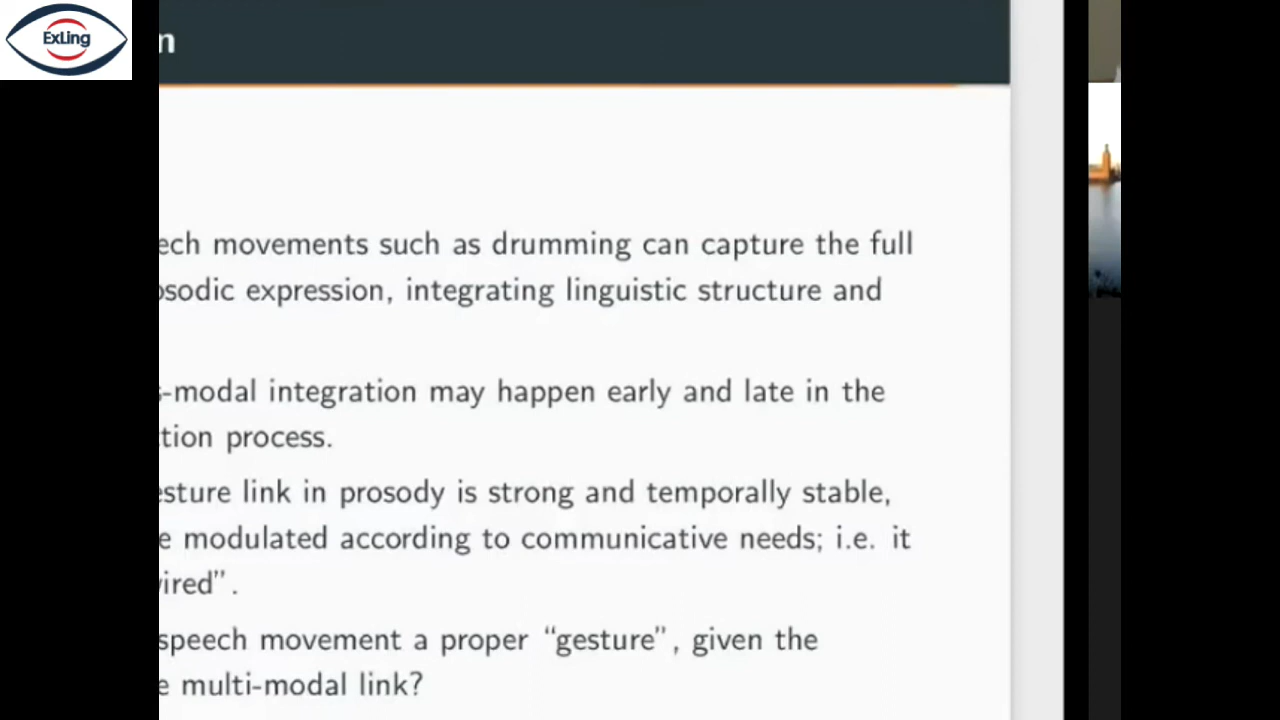 ExLing
n
ech movements such as drumming can capture the full
osodic expression, integrating linguistic structure and
s-modal integration may happen early and late in the
tion process.
esture link in prosody is strong and temporally stable,
e modulated according to communicative needs; i.e. it
wired”.
speech movement a proper “gesture”, given the
e multi-modal link?